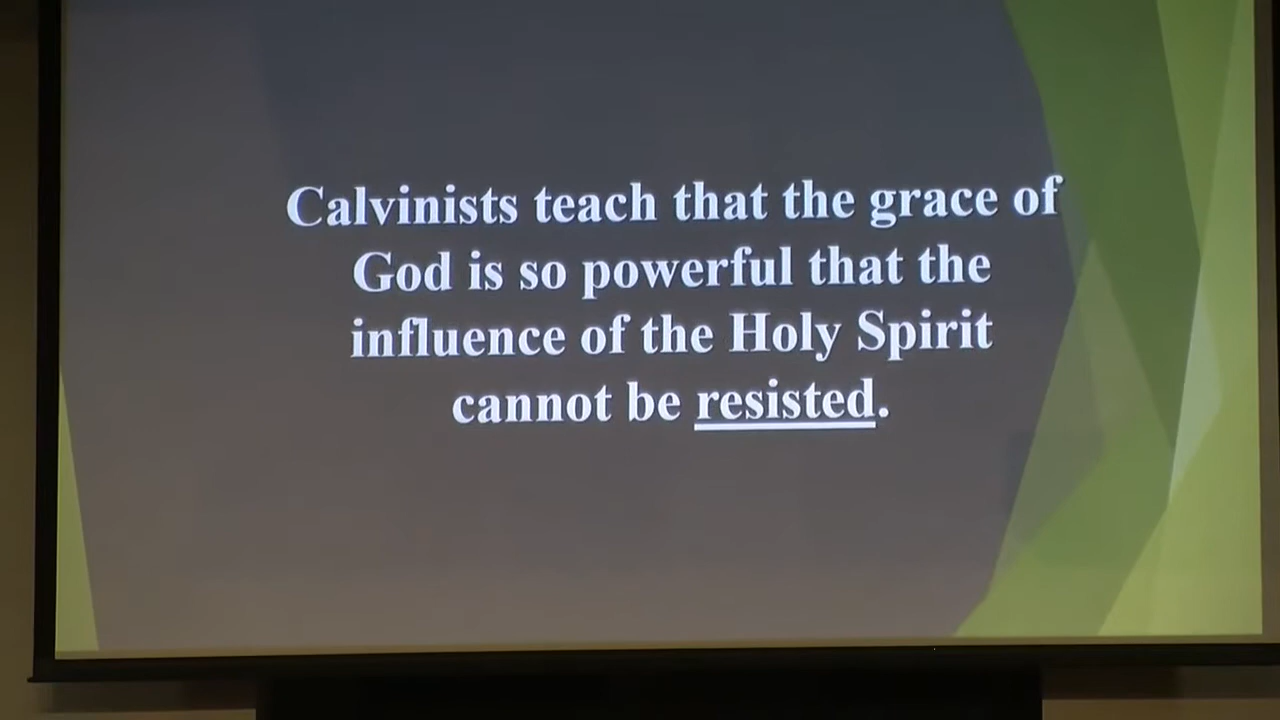 Calvinists teach that the grace of
God is so powerful that the
influence of the Holy Spirit
cannot be resisted.